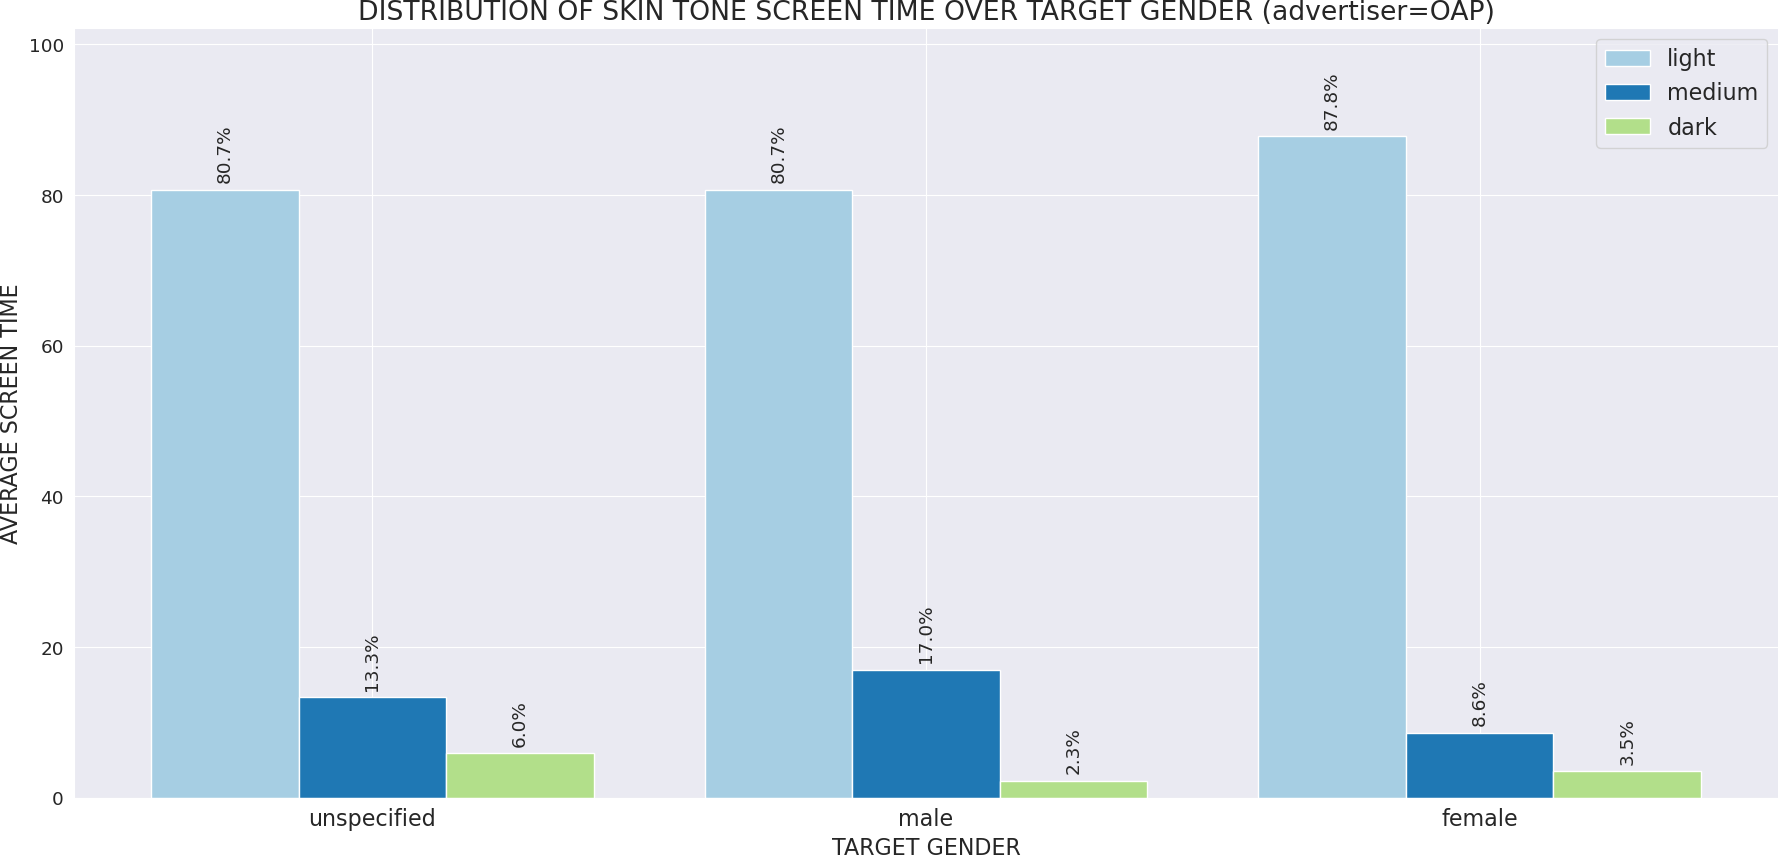 DISTRIBUTION OF SKIN TONE SCREEN TIME OVER TARGET GENDER (advertiser=OAP)
AVERAGE SCREEN TIME
100
80
60
40
20
0
light
medium
dark
80.7%
13.3%
6.0%
80.7%
17.0%
2.3%
87.8%
8.6%
3.5%
unspecified
male
female
TARGET GENDER